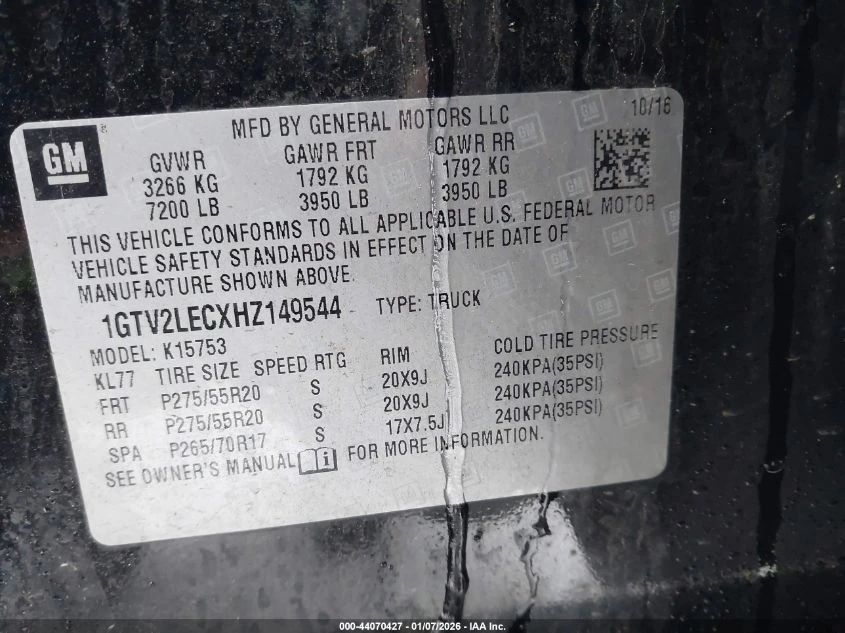 GM
MFD BY GENERAL MOTORS LLC
10/16
GVWR GAWR FRT GAWR RR
3266 KG 1792 KG 1792 KG
7200 LB 3950 LB 3950 LB
THIS VEHICLE CONFORMS TO ALL APPLICABLE U.S. FEDERAL MOTOR
VEHICLE SAFETY STANDARDS IN EFFECT ON THE DATE OF
MANUFACTURE SHOWN ABOVE.
1GTV2LECXHZ149544 TYPE: TRUCK
MODEL: K15753
KL77 TIRE SIZE SPEED RTG RIM COLD TIRE PRESSURE
FRT P275/55R20 S 20X9J 240KPA(35PSI)
RR P275/55R20 S 20X9J 240KPA(35PSI)
SPA P265/70R17 S 17X7.5J 240KPA(35PSI)
SEE OWNER'S MANUAL FOR MORE INFORMATION.
000-44070427 - 01/07/2026 - IAA Inc.